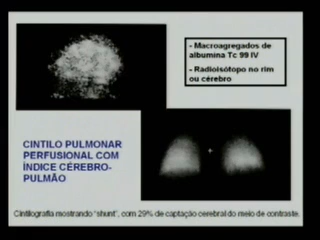 - Macroagregados de
albumina Tc 99 IV
- Radioisótopo no rim
ou cérebro
CINTILO PULMONAR
PERFUSIONAL COM
ÍNDICE CÉREBRO-
PULMÃO
Cintilografia mostrando "shunt", com 29% de captação cerebral do meio de contraste.